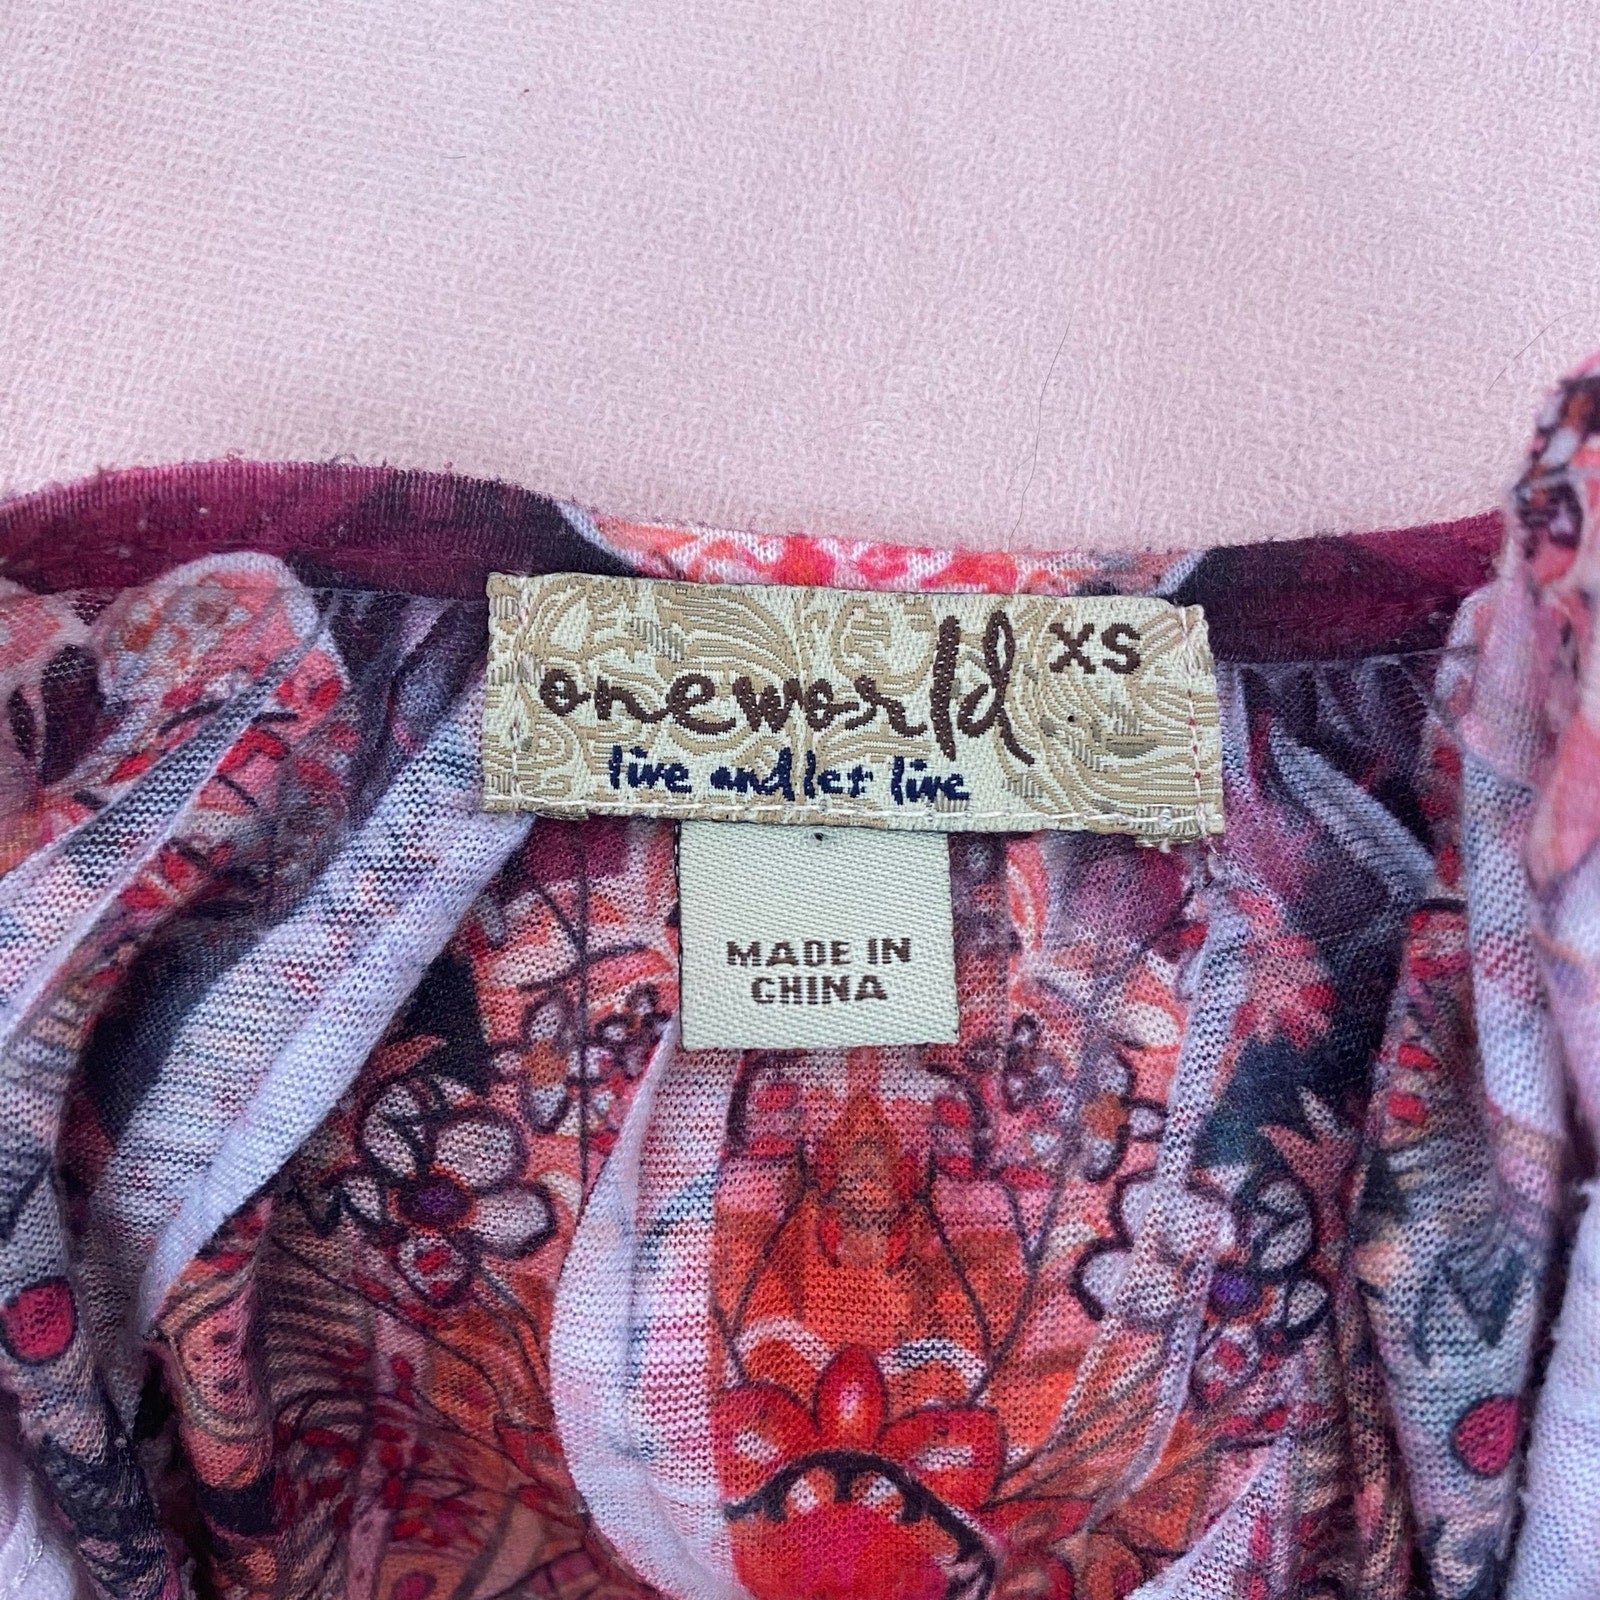 oneworld XS
live and let live
MADE IN
CHINA